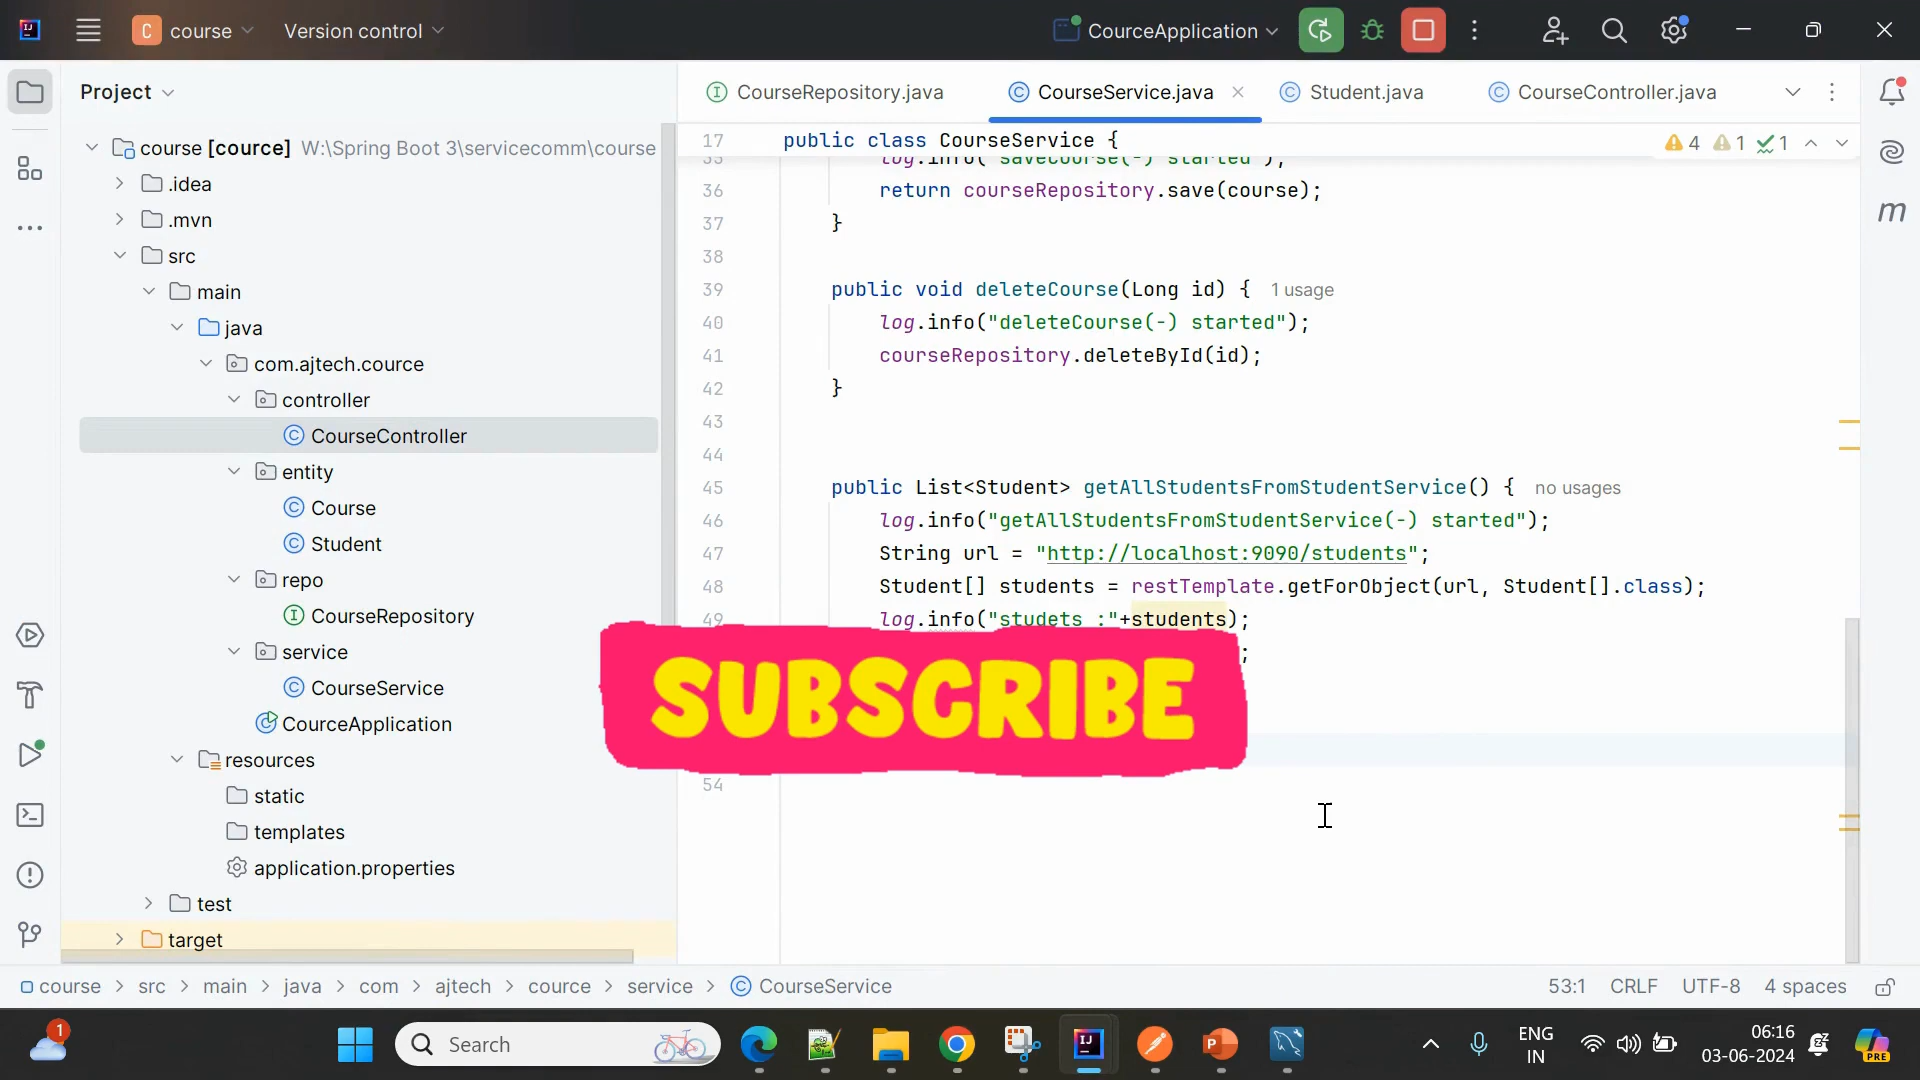 C course Version control CourceApplication
Project
CourseRepository.java CourseService.java Student.java CourseController.java
course [cource] W:\Spring Boot 3\servicecomm\course
.idea
.mvn
src
main
java
com.ajtech.cource
controller
CourseController
entity
Course
Student
repo
CourseRepository
service
CourseService
CourceApplication
resources
static
templates
application.properties
test
target
17 public class CourseService { 4 1 1
35 log.info("saveCourse(-) started");
36 return courseRepository.save(course);
37 }
38
39 public void deleteCourse(Long id) { 1 usage
40 log.info("deleteCourse(-) started");
41 courseRepository.deleteById(id);
42 }
43
44
45 public List<Student> getAllStudentsFromStudentService() { no usages
46 log.info("getAllStudentsFromStudentService(-) started");
47 String url = "http://localhost:9090/students";
48 Student[] students = restTemplate.getForObject(url, Student[].class);
49 log.info("studets :"+students);
;
SUBSCRIBE
54
course > src > main > java > com > ajtech > cource > service > CourseService 53:1 CRLF UTF-8 4 spaces
1 Search ENG IN 06:16 03-06-2024 PRE